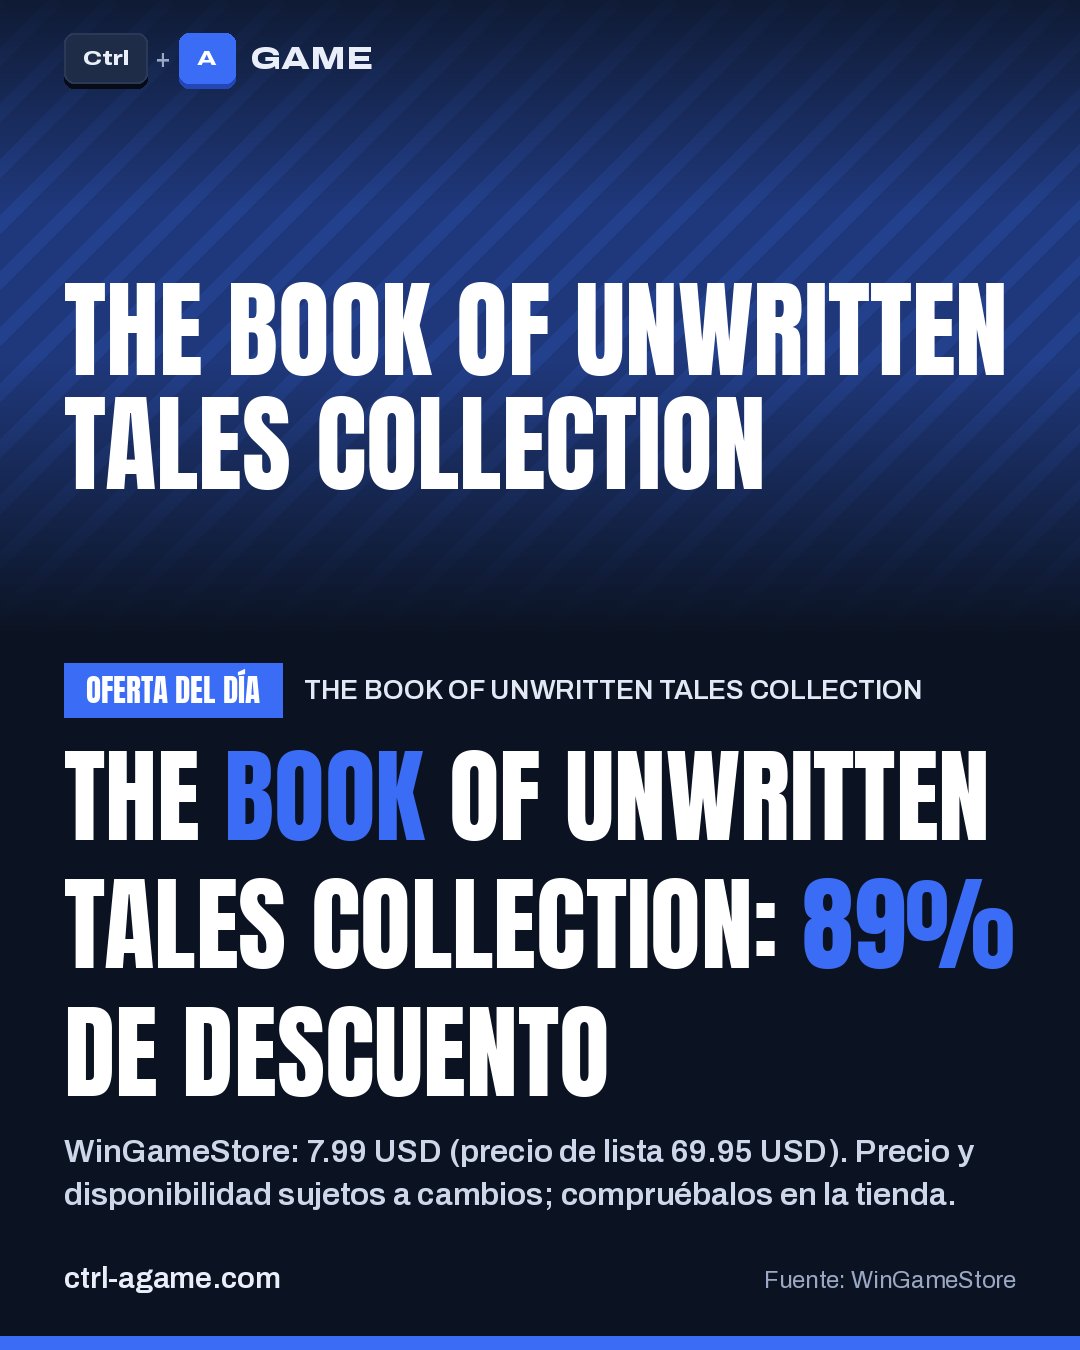 Ctrl + A GAME
THE BOOK OF UNWRITTEN
TALES COLLECTION
OFERTA DEL DÍA THE BOOK OF UNWRITTEN TALES COLLECTION
THE BOOK OF UNWRITTEN
TALES COLLECTION: 89%
DE DESCUENTO
WinGameStore: 7.99 USD (precio de lista 69.95 USD). Precio y
disponibilidad sujetos a cambios; compruébalos en la tienda.
ctrl-agame.com Fuente: WinGameStore